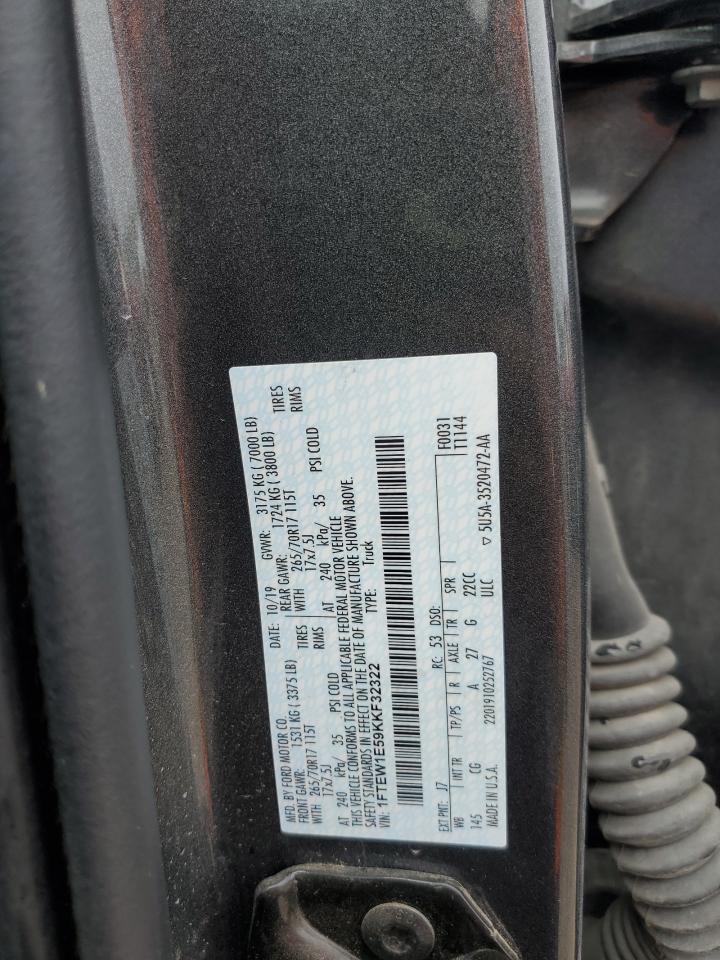 MFD. BY FORD MOTOR CO.
DATE: 10/19 GVWR: 3175 KG ( 7000 LB)
FRONT GAWR: 1531 KG ( 3375 LB) REAR GAWR: 1724 KG ( 3800 LB)
WITH 265/70R17 115T TIRES WITH 265/70R17 115T TIRES
17x7.5J RIMS 17x7.5J RIMS
AT 240 kPa/ 35 PSI COLD AT 240 kPa/ 35 PSI COLD
THIS VEHICLE CONFORMS TO ALL APPLICABLE FEDERAL MOTOR VEHICLE
SAFETY STANDARDS IN EFFECT ON THE DATE OF MANUFACTURE SHOWN ABOVE.
VIN: 1FTEW1E59KKF32322 TYPE: Truck
EXT PNT: J7 RC: 53 DSO: F0031
WB INT TR TP/PS R AXLE TR SPR T1144
145 CG A 27 G 22CC
MADE IN U.S.A. 2201910252767 ULC ▽ 5U5A-3520472-AA